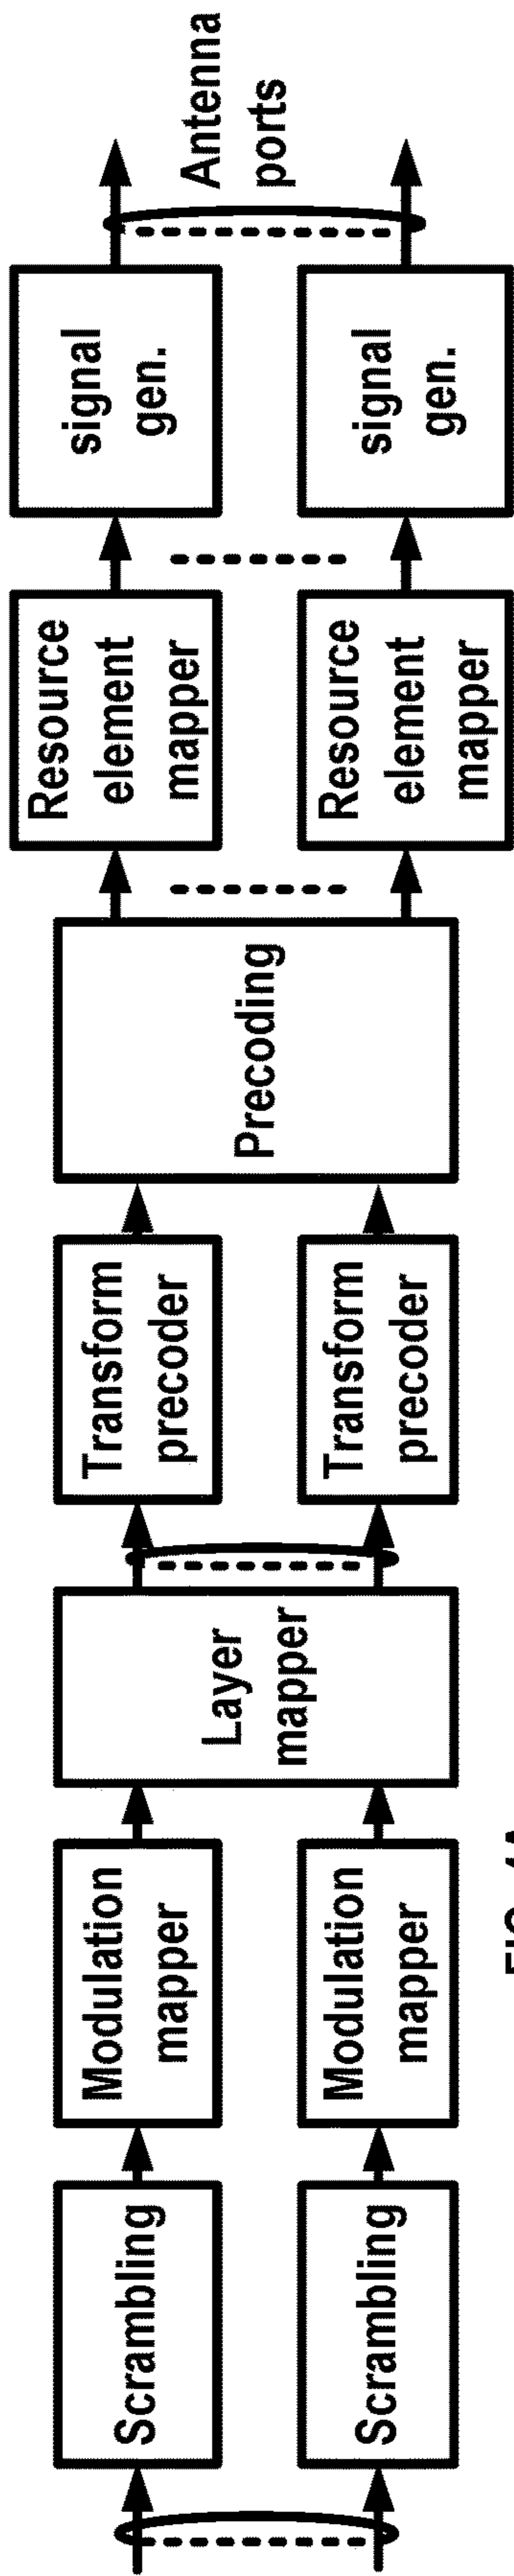 Scrambling
Scrambling
Modulation
mapper
Modulation
mapper
Layer
mapper
Transform
precoder
Transform
precoder
Precoding
Resource
element
mapper
Resource
element
mapper
signal
gen.
signal
gen.
Antenna
ports